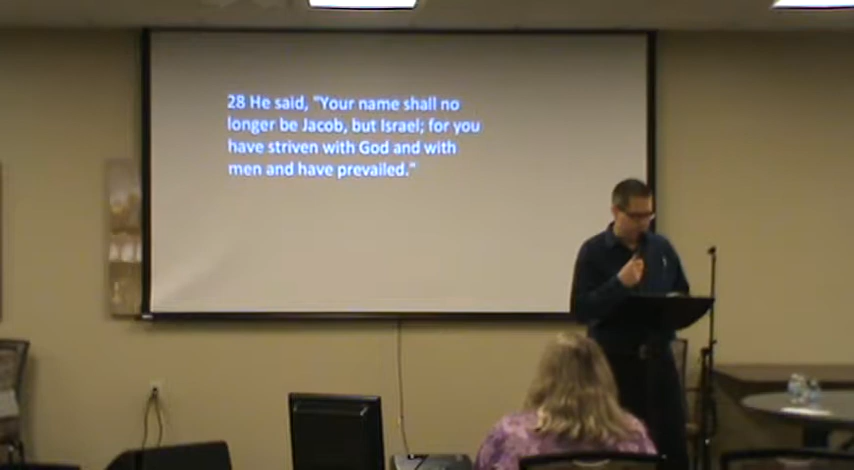 28 He said, "Your name shall no
longer be Jacob, but Israel; for you
have striven with God and with
men and have prevailed."